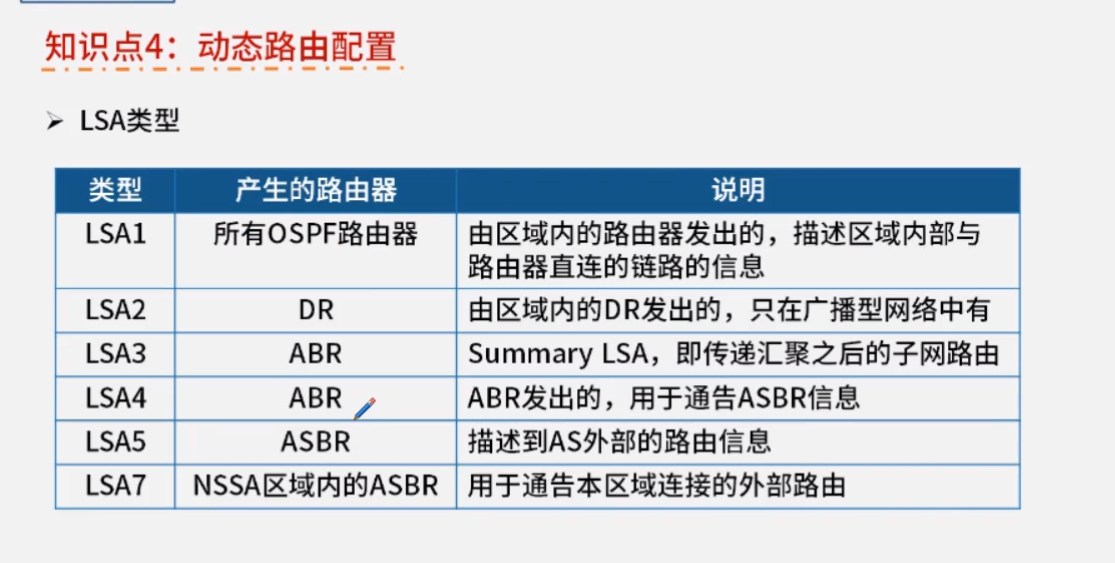 知识点4：动态路由配置
➢ LSA类型
类型 产生的路由器 说明
LSA1 所有OSPF路由器 由区域内的路由器发出的，描述区域内部与
路由器直连的链路的信息
LSA2 DR 由区域内的DR发出的，只在广播型网络中有
LSA3 ABR Summary LSA，即传递汇聚之后的子网路由
LSA4 ABR ABR发出的，用于通告ASBR信息
LSA5 ASBR 描述到AS外部的路由信息
LSA7 NSSA区域内的ASBR 用于通告本区域连接的外部路由